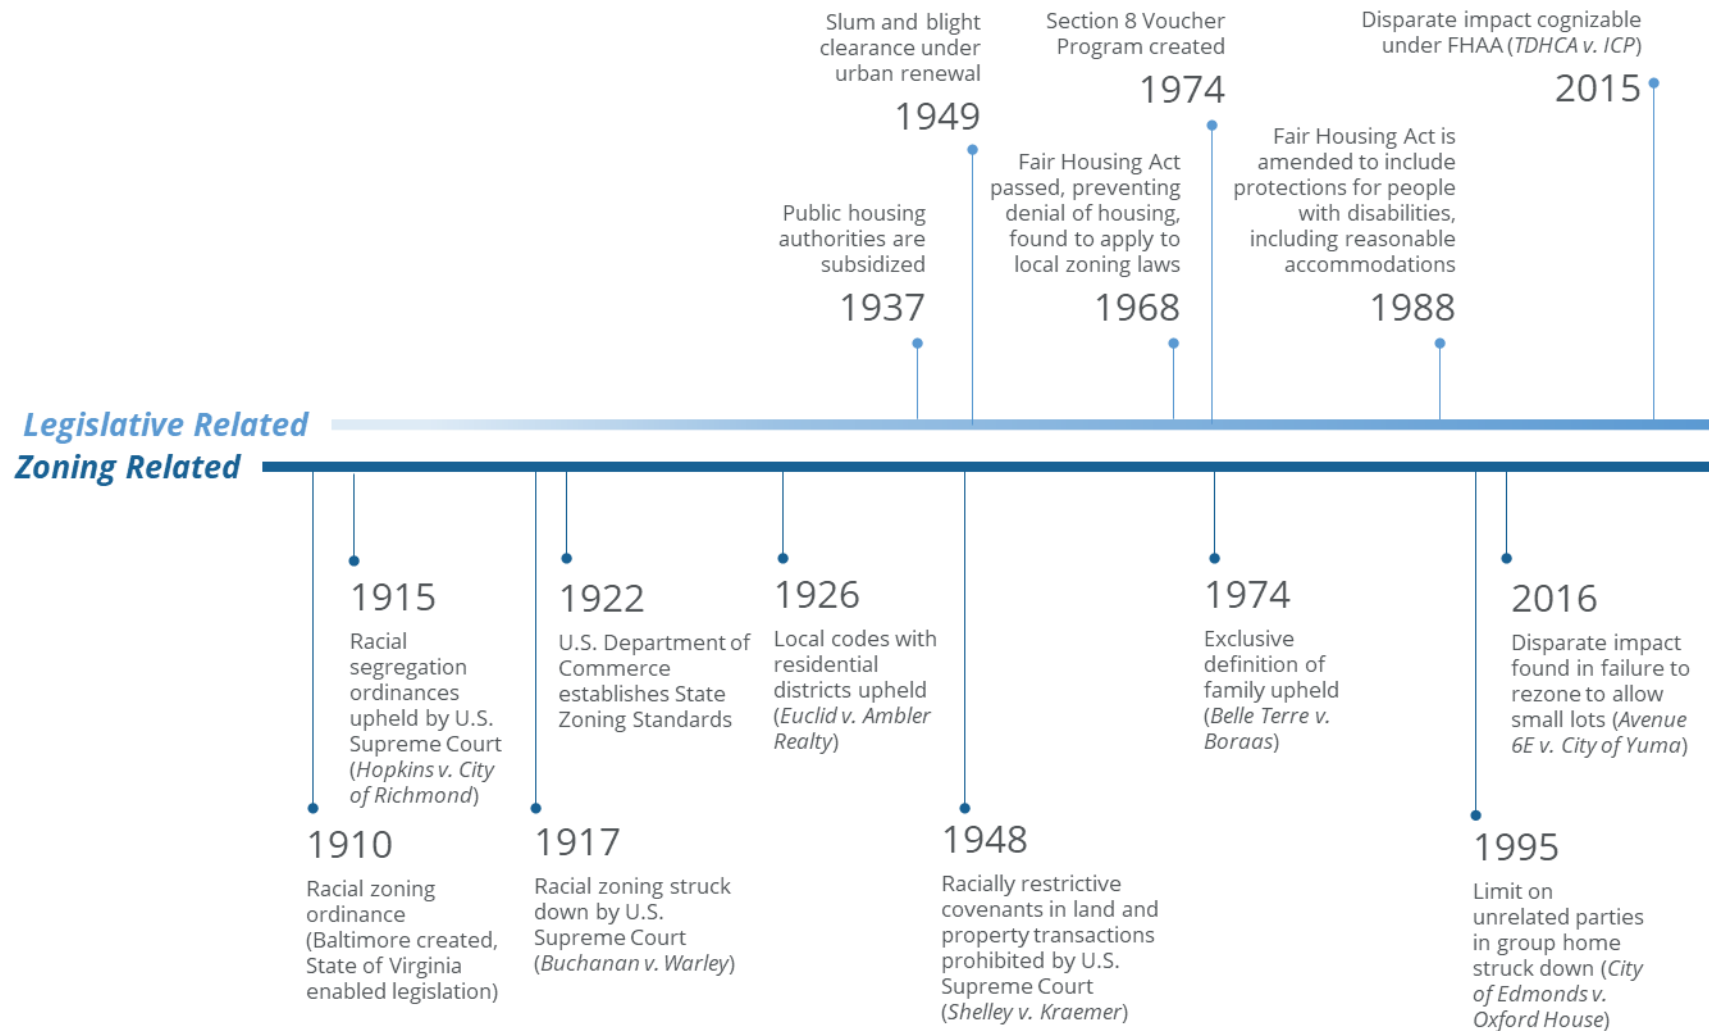 Slum and blight
clearance under
urban renewal
1949
Section 8 Voucher
Program created
1974
Disparate impact cognizable
under FHAA (TDHCA v. ICP)
2015
Public housing
authorities are
subsidized
1937
Fair Housing Act
passed, preventing
denial of housing,
found to apply to
local zoning laws
1968
Fair Housing Act is
amended to include
protections for people
with disabilities,
including reasonable
accommodations
1988
Legislative Related
Zoning Related
1915
Racial
segregation
ordinances
upheld by U.S.
Supreme Court
(Hopkins v. City
of Richmond)
1922
U.S. Department of
Commerce
establishes State
Zoning Standards
1926
Local codes with
residential
districts upheld
(Euclid v. Ambler
Realty)
1974
Exclusive
definition of
family upheld
(Belle Terre v.
Boraas)
2016
Disparate impact
found in failure to
rezone to allow
small lots (Avenue
6E v. City of Yuma)
1910
Racial zoning
ordinance
(Baltimore created,
State of Virginia
enabled legislation)
1917
Racial zoning struck
down by U.S.
Supreme Court
(Buchanan v. Warley)
1948
Racially restrictive
covenants in land and
property transactions
prohibited by U.S.
Supreme Court
(Shelley v. Kraemer)
1995
Limit on
unrelated parties
in group home
struck down (City
of Edmonds v.
Oxford House)